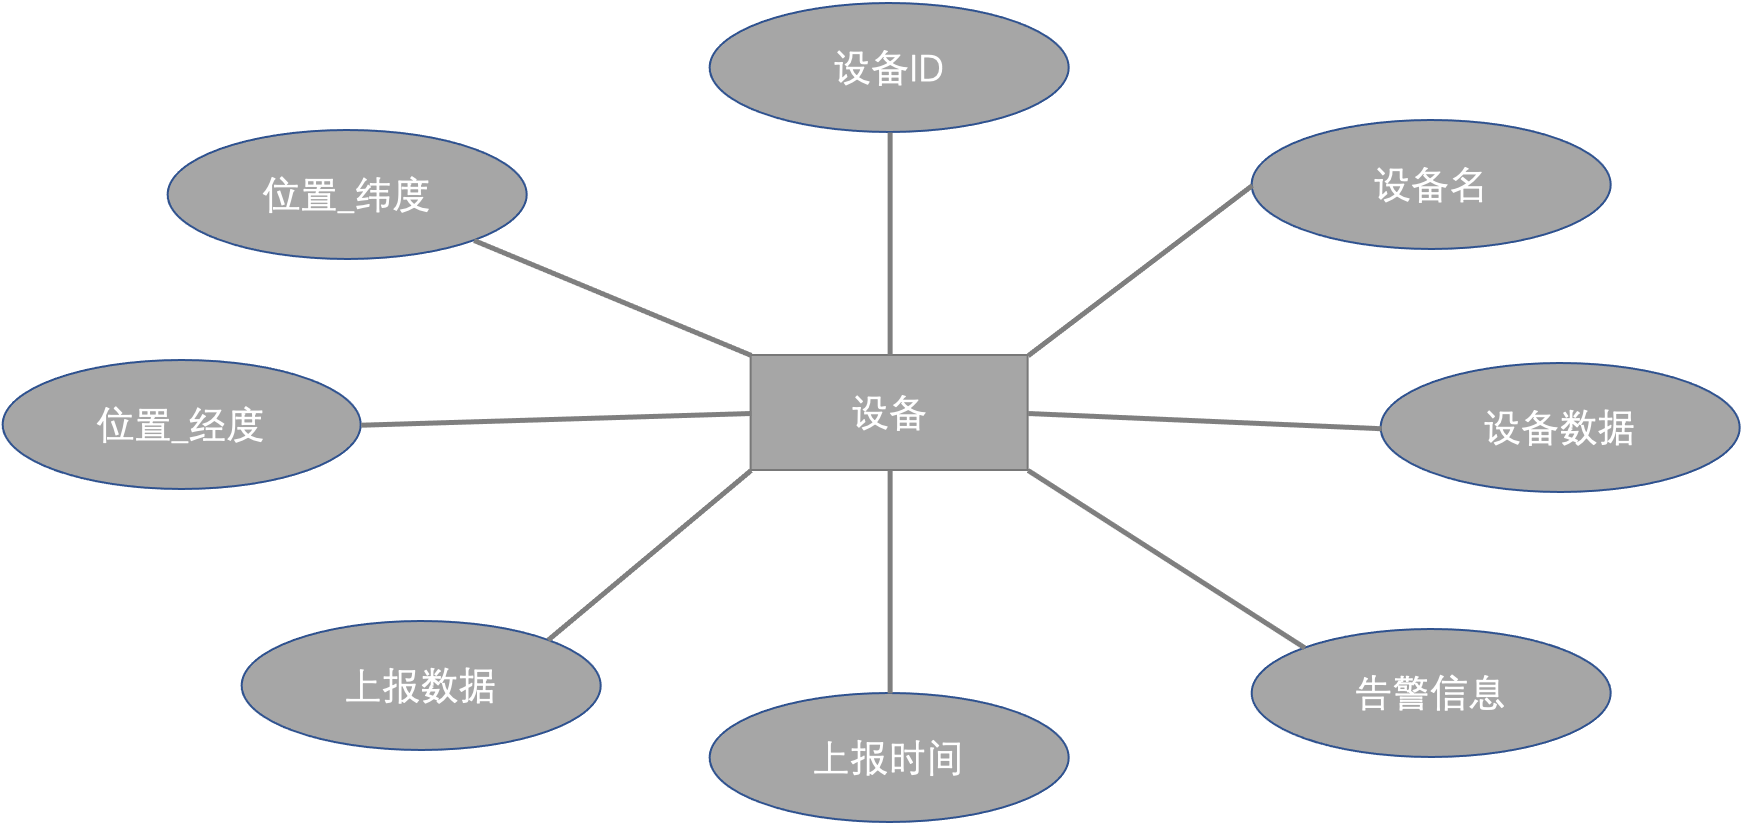 设备ID
设备名
位置_纬度
位置_经度
设备
设备数据
上报数据
告警信息
上报时间